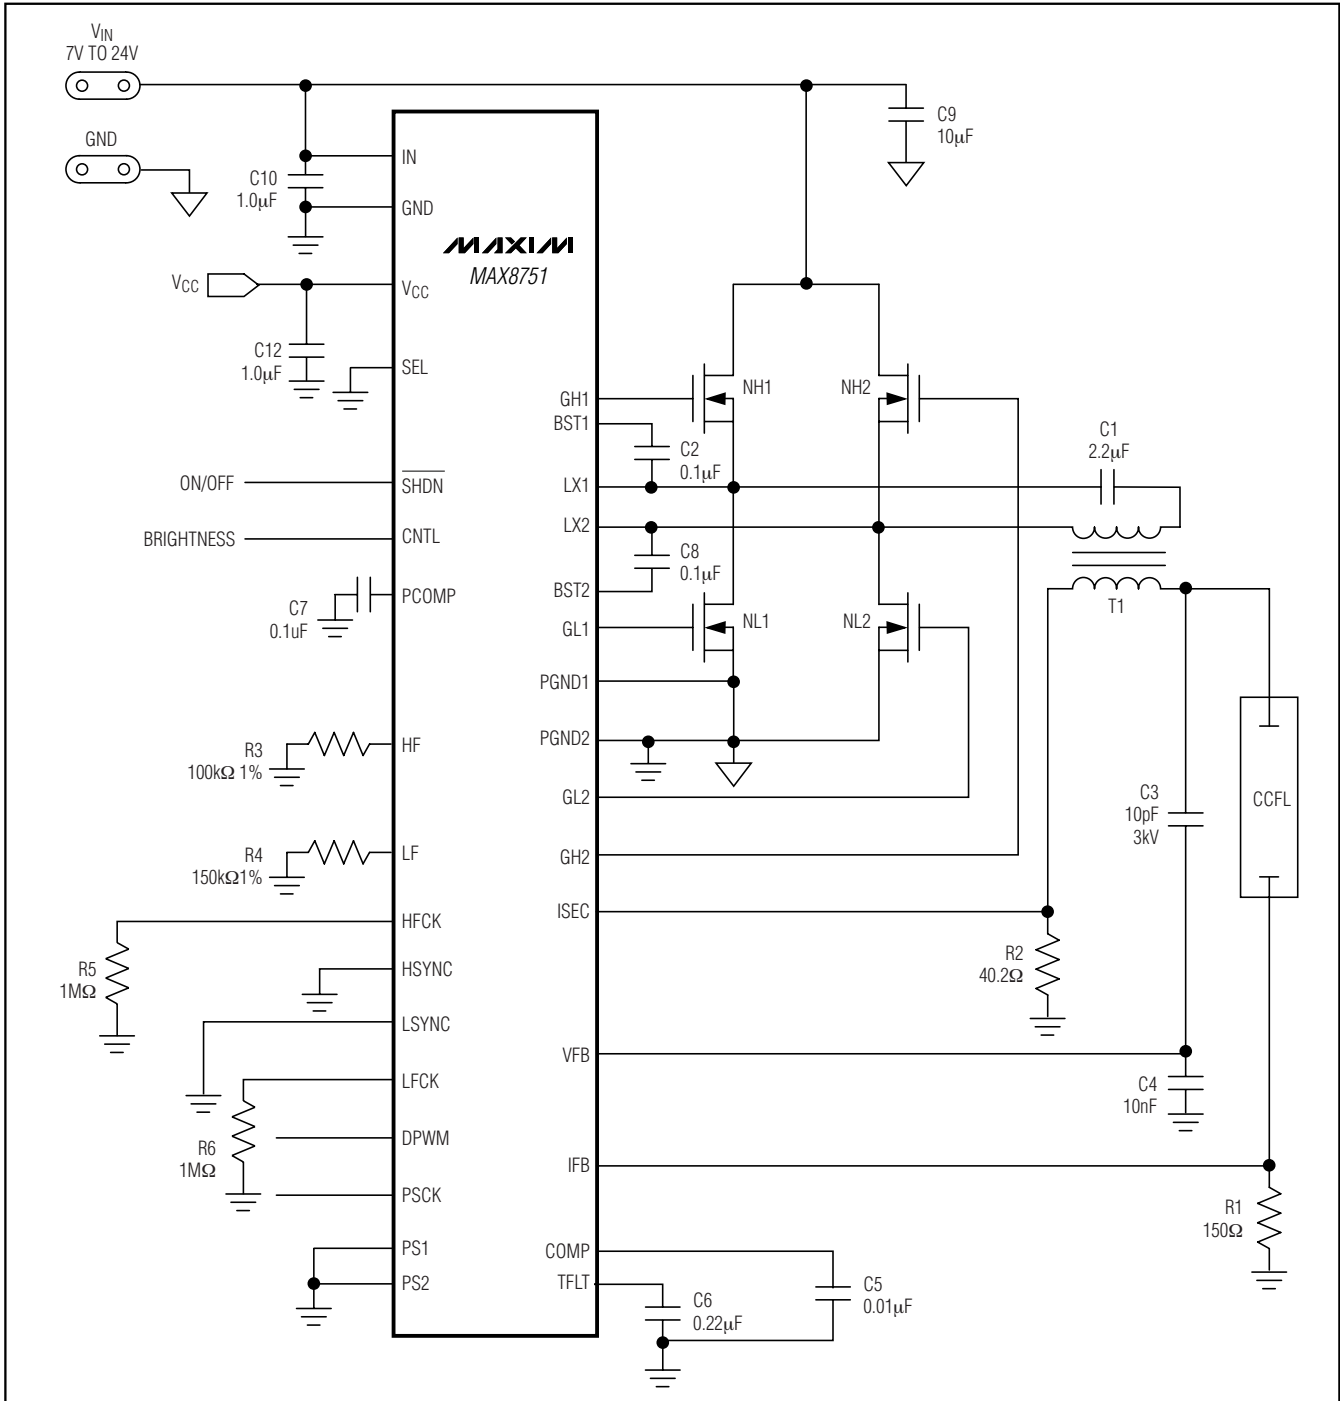 VIN
7V TO 24V
GND
C10
1.0µF
VCC
C12
1.0µF
ON/OFF
BRIGHTNESS
C7
0.1uF
R3
100kΩ 1%
R4
150kΩ1%
R5
1MΩ
R6
1MΩ
IN
GND
VCC
SEL
SHDN
CNTL
PCOMP
HF
LF
HFCK
HSYNC
LSYNC
LFCK
DPWM
PSCK
PS1
PS2
MAXIM
MAX8751
GH1
BST1
LX1
LX2
BST2
GL1
PGND1
PGND2
GL2
GH2
ISEC
VFB
IFB
COMP
TFLT
C9
10µF
NH1
NH2
C2
0.1µF
C1
2.2µF
C8
0.1µF
T1
NL1
NL2
C3
10pF
3kV
CCFL
R2
40.2Ω
C4
10nF
R1
150Ω
C5
0.01µF
C6
0.22µF